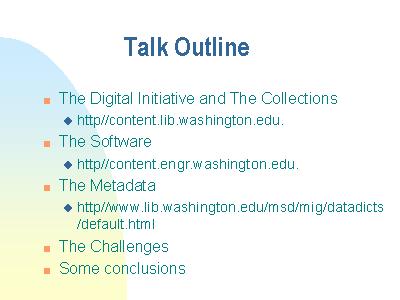 Talk Outline
The Digital Initiative and The Collections
http//content.lib.washington.edu.
The Software
http//content.engr.washington.edu.
The Metadata
http//www.lib.washington.edu/msd/mig/datadicts
/default.html
The Challenges
Some conclusions